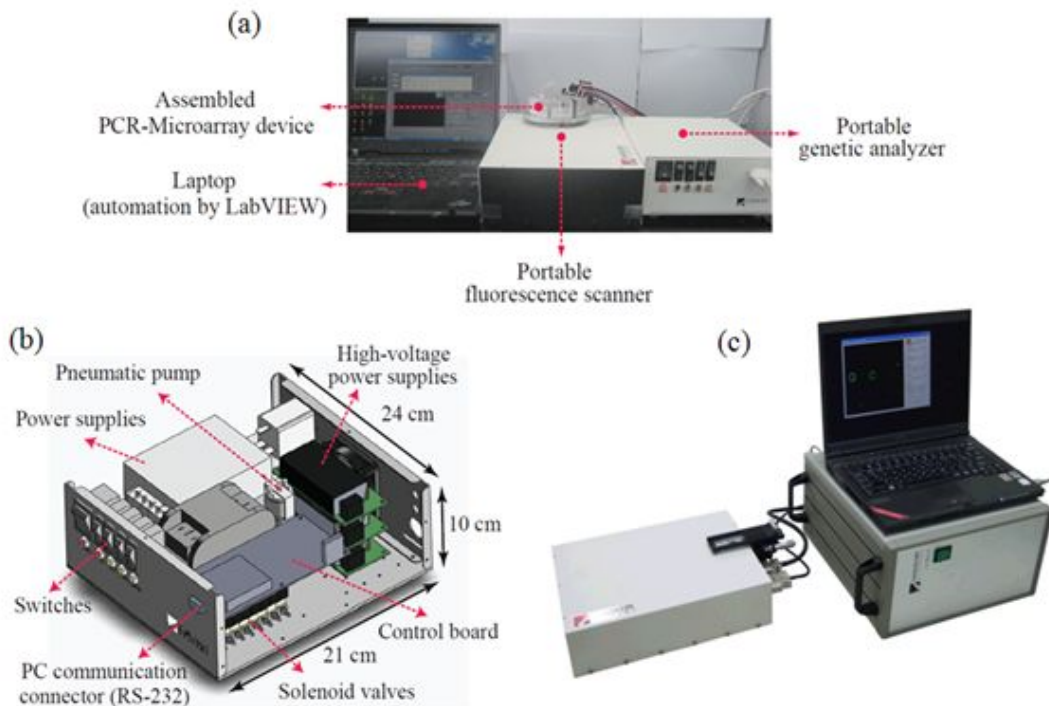 (a)
Assembled
PCR-Microarray device
Laptop
(automation by LabVIEW)
Portable
genetic analyzer
Portable
fluorescence scanner
(b)
Pneumatic pump
High-voltage
power supplies
Power supplies
24 cm
10 cm
Switches
Control board
21 cm
PC communication
connector (RS-232)
Solenoid valves
(c)